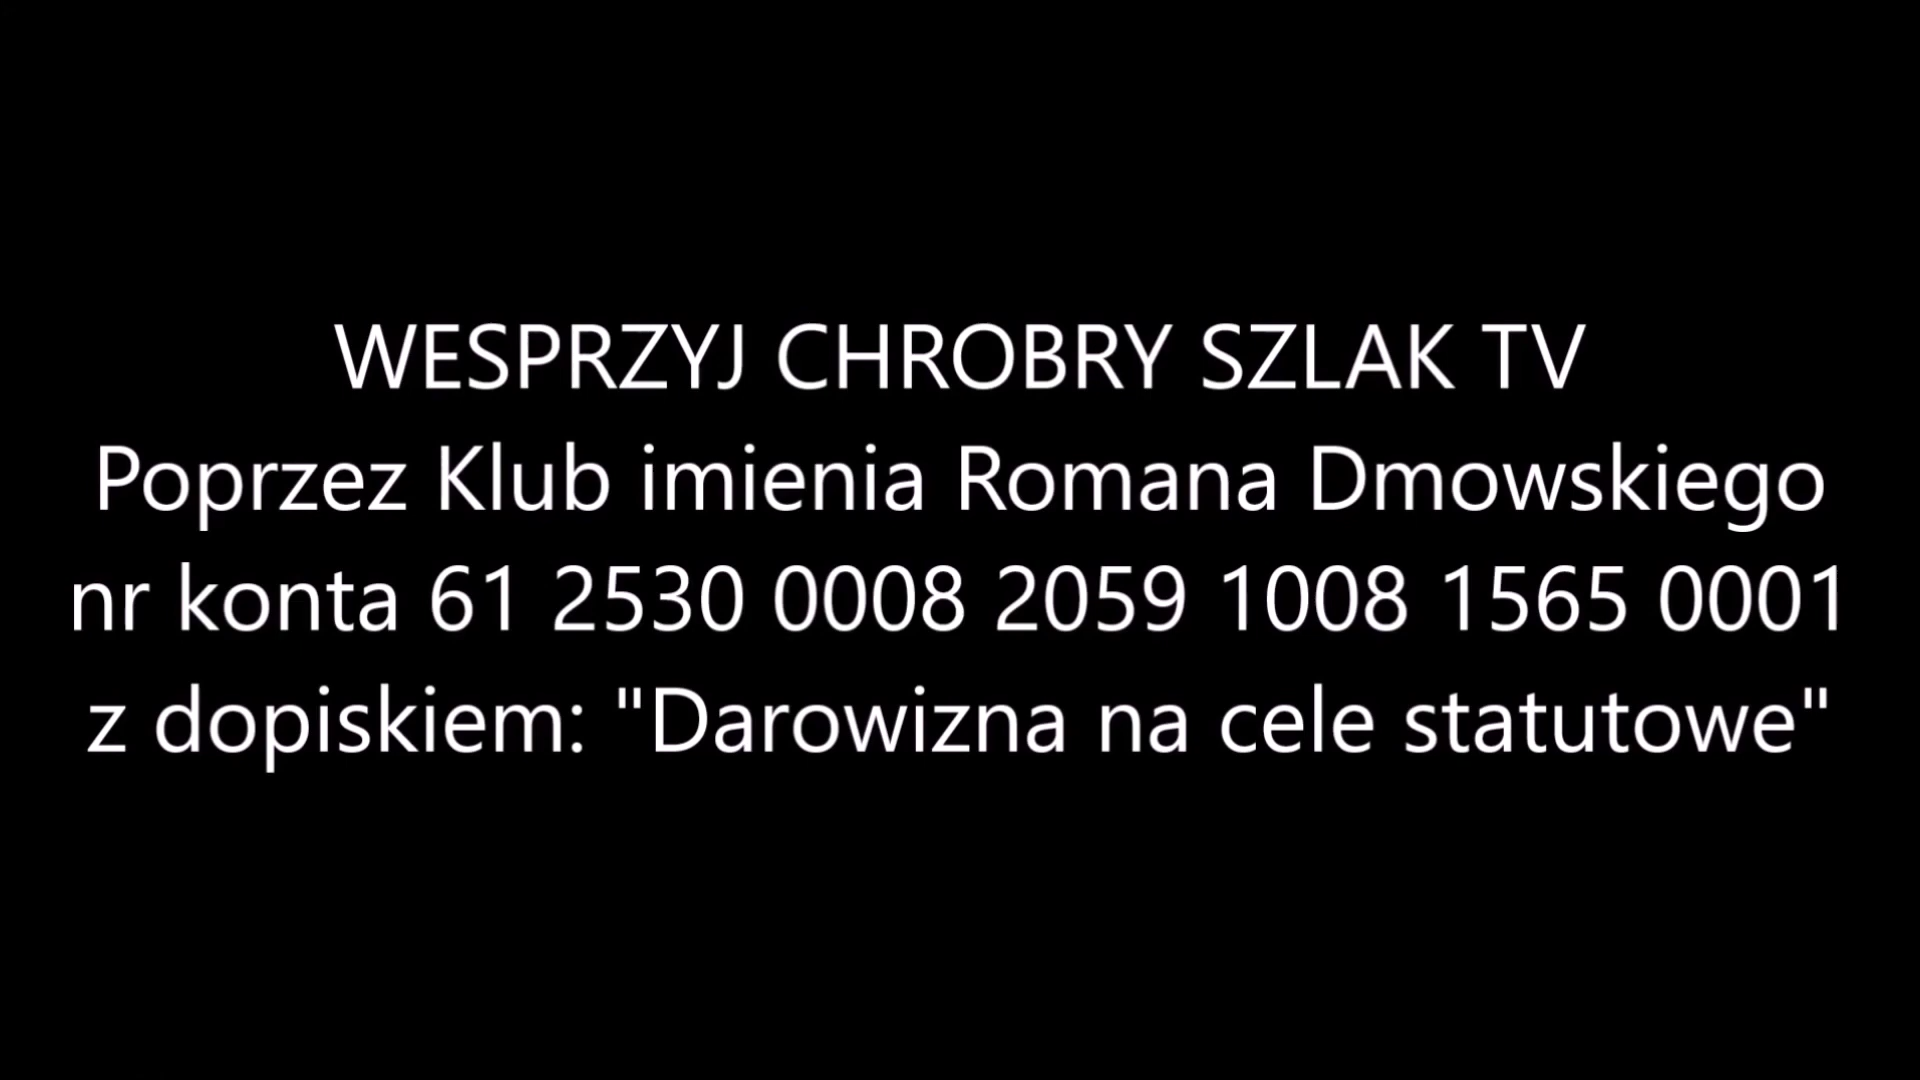 WESPRZYJ CHROBRY SZLAK TV
Poprzez Klub imienia Romana Dmowskiego
nr konta 61 2530 0008 2059 1008 1565 0001
z dopiskiem: "Darowizna na cele statutowe"